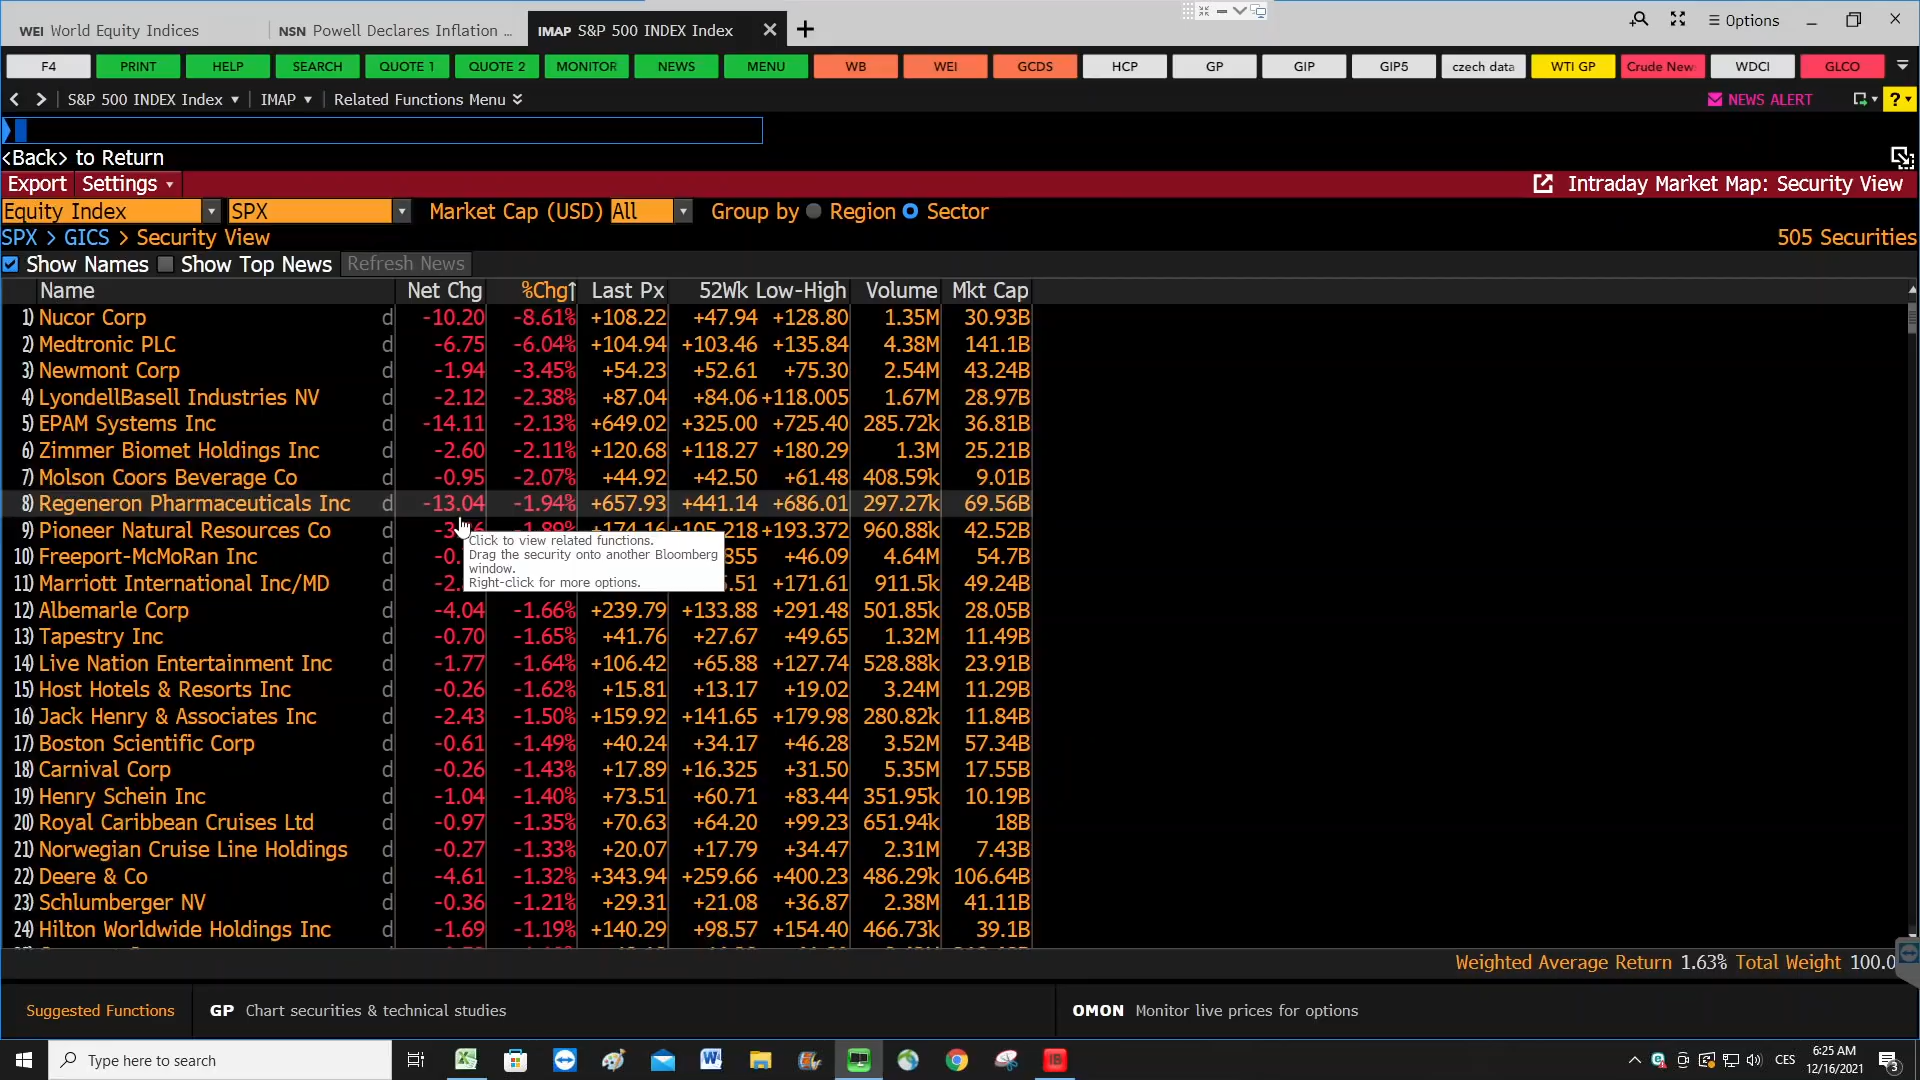 WEI World Equity Indices NSN Powell Declares Inflation ... IMAP S&P 500 INDEX Index Options
F4 PRINT HELP SEARCH QUOTE 1 QUOTE 2 MONITOR NEWS MENU WB WEI GCDS HCP GP GIP GIP5 czech data WTI GP Crude New WDCI GLCO
S&P 500 INDEX Index IMAP Related Functions Menu NEWS ALERT ?
<Back> to Return
Export Settings Intraday Market Map: Security View
Equity Index SPX Market Cap (USD) All Group by Region Sector
SPX > GICS > Security View 505 Securities
Show Names Show Top News Refresh News
Name Net Chg %Chg↑ Last Px 52Wk Low-High Volume Mkt Cap
1) Nucor Corp d -10.20 -8.61% +108.22 +47.94 +128.80 1.35M 30.93B
2) Medtronic PLC d -6.75 -6.04% +104.94 +103.46 +135.84 4.38M 141.1B
3) Newmont Corp d -1.94 -3.45% +54.23 +52.61 +75.30 2.54M 43.24B
4) LyondellBasell Industries NV d -2.12 -2.38% +87.04 +84.06 +118.005 1.67M 28.97B
5) EPAM Systems Inc d -14.11 -2.13% +649.02 +325.00 +725.40 285.72k 36.81B
6) Zimmer Biomet Holdings Inc d -2.60 -2.11% +120.68 +118.27 +180.29 1.3M 25.21B
7) Molson Coors Beverage Co d -0.95 -2.07% +44.92 +42.50 +61.48 408.59k 9.01B
8) Regeneron Pharmaceuticals Inc d -13.04 -1.94% +657.93 +441.14 +686.01 297.27k 69.56B
9) Pioneer Natural Resources Co d -1.89% +174.16 +105.218 +193.372 960.88k 42.52B
Click to view related functions.
Drag the security onto another Bloomberg
window.
Right-click for more options.
10) Freeport-McMoRan Inc d -0. 355 +46.09 4.64M 54.7B
11) Marriott International Inc/MD d -2. .51 +171.61 911.5k 49.24B
12) Albemarle Corp d -4.04 -1.66% +239.79 +133.88 +291.48 501.85k 28.05B
13) Tapestry Inc d -0.70 -1.65% +41.76 +27.67 +49.65 1.32M 11.49B
14) Live Nation Entertainment Inc d -1.77 -1.64% +106.42 +65.88 +127.74 528.88k 23.91B
15) Host Hotels & Resorts Inc d -0.26 -1.62% +15.81 +13.17 +19.02 3.24M 11.29B
16) Jack Henry & Associates Inc d -2.43 -1.50% +159.92 +141.65 +179.98 280.82k 11.84B
17) Boston Scientific Corp d -0.61 -1.49% +40.24 +34.17 +46.28 3.52M 57.34B
18) Carnival Corp d -0.26 -1.43% +17.89 +16.325 +31.50 5.35M 17.55B
19) Henry Schein Inc d -1.04 -1.40% +73.51 +60.71 +83.44 351.95k 10.19B
20) Royal Caribbean Cruises Ltd d -0.97 -1.35% +70.63 +64.20 +99.23 651.94k 18B
21) Norwegian Cruise Line Holdings d -0.27 -1.33% +20.07 +17.79 +34.47 2.31M 7.43B
22) Deere & Co d -4.61 -1.32% +343.94 +259.66 +400.23 486.29k 106.64B
23) Schlumberger NV d -0.36 -1.21% +29.31 +21.08 +36.87 2.38M 41.11B
24) Hilton Worldwide Holdings Inc d -1.69 -1.19% +140.29 +98.57 +154.40 466.73k 39.1B
Weighted Average Return 1.63% Total Weight 100.0
Suggested Functions GP Chart securities & technical studies OMON Monitor live prices for options
Type here to search CES 6:25 AM
12/16/2021 3